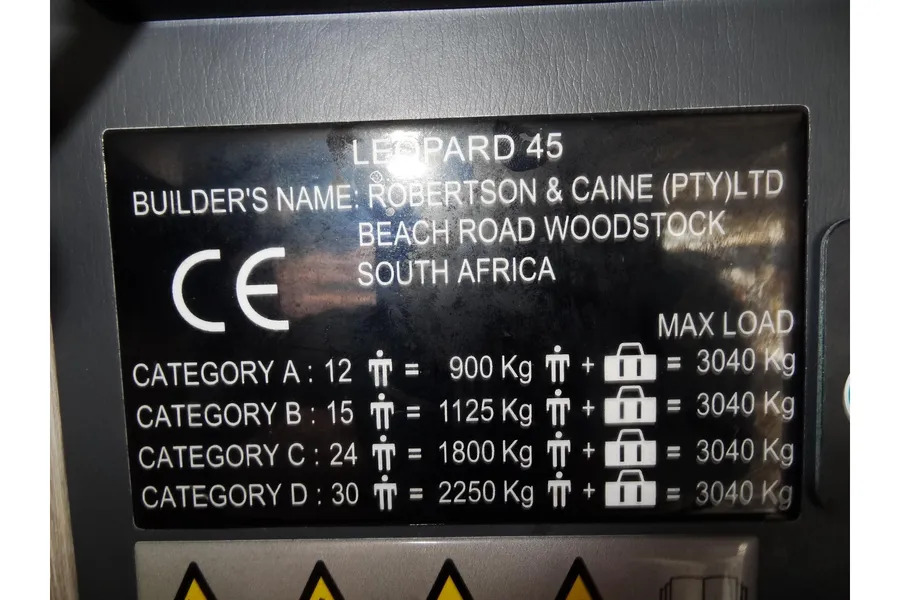 LEOPARD 45
BUILDER'S NAME: ROBERTSON & CAINE (PTY)LTD
BEACH ROAD WOODSTOCK
SOUTH AFRICA
CE
MAX LOAD
CATEGORY A : 12 = 900 Kg + = 3040 Kg
CATEGORY B : 15 = 1125 Kg + = 3040 Kg
CATEGORY C : 24 = 1800 Kg + = 3040 Kg
CATEGORY D : 30 = 2250 Kg + = 3040 Kg